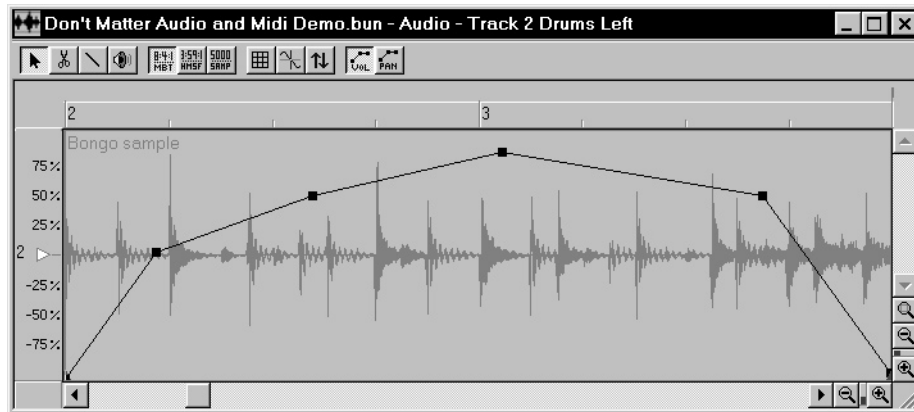 Don't Matter Audio and Midi Demo.bun - Audio - Track 2 Drums Left
8:4:1 MBT 3:59:1 HMSF 5000 SAMP VOL PAN
2 3
Bongo sample
75%
50%
25%
2
-25%
-50%
-75%